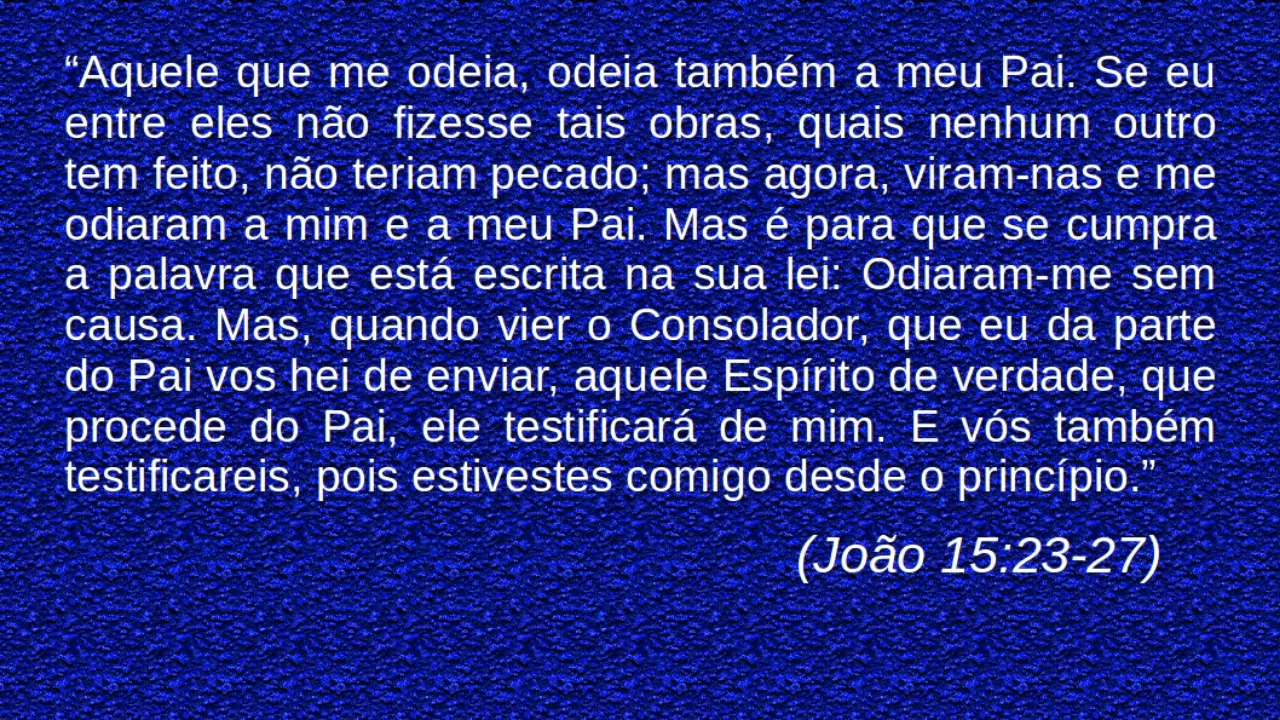 “Aquele que me odeia, odeia também a meu Pai. Se eu
entre eles não fizesse tais obras, quais nenhum outro
tem feito, não teriam pecado; mas agora, viram-nas e me
odiaram a mim e a meu Pai. Mas é para que se cumpra
a palavra que está escrita na sua lei: Odiaram-me sem
causa. Mas, quando vier o Consolador, que eu da parte
do Pai vos hei de enviar, aquele Espírito de verdade, que
procede do Pai, ele testificará de mim. E vós também
testificareis, pois estivestes comigo desde o princípio.”
(João 15:23-27)